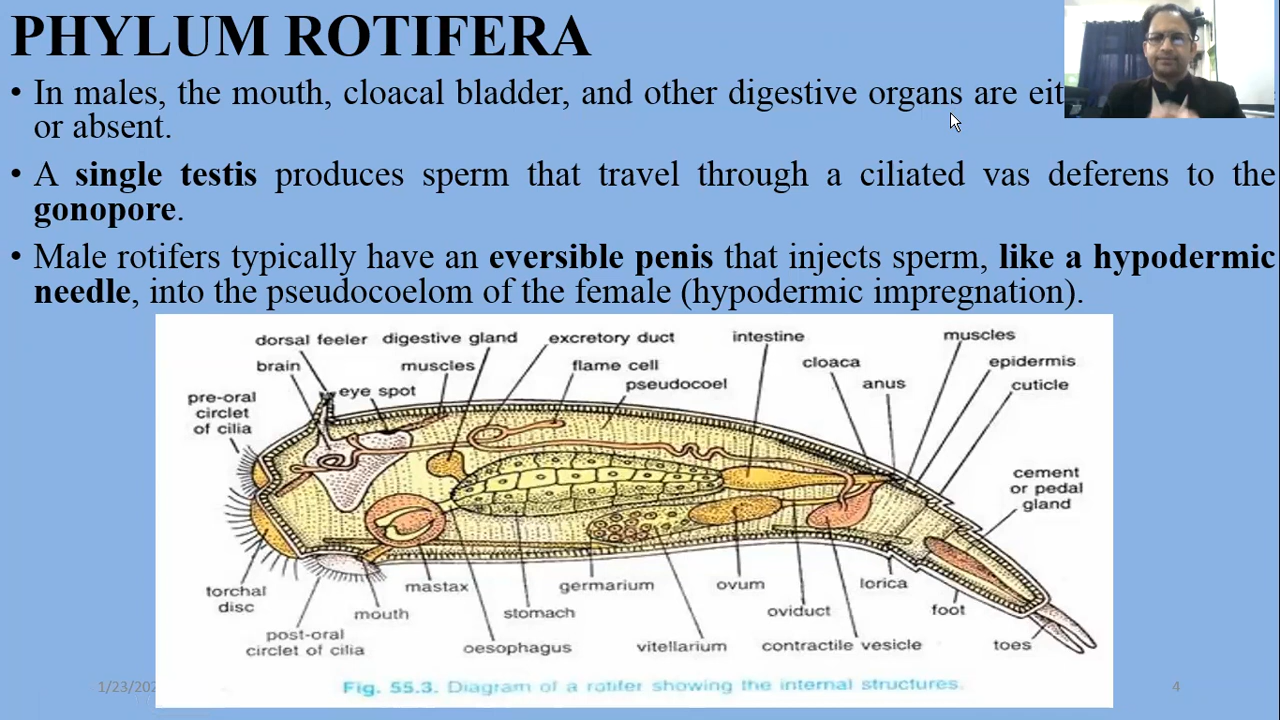 PHYLUM ROTIFERA
• In males, the mouth, cloacal bladder, and other digestive organs are
or absent.
• A single testis produces sperm that travel through a ciliated vas deferens to the
gonopore.
• Male rotifers typically have an eversible penis that injects sperm, like a hypodermic
needle, into the pseudocoelom of the female (hypodermic impregnation).
dorsal feeler
digestive gland
excretory duct
intestine
muscles
brain
muscles
flame cell
cloaca
epidermis
eye spot
pseudocoel
anus
cuticle
pre-oral
circlet
of cilia
cement
or pedal
gland
torchal
disc
mastax
germarium
ovum
lorica
mouth
stomach
oviduct
foot
post-oral
circlet of cilia
oesophagus
vitellarium
contractile vesicle
toes
Fig. 55.3. Diagram of a rotifer showing the internal structures.
4